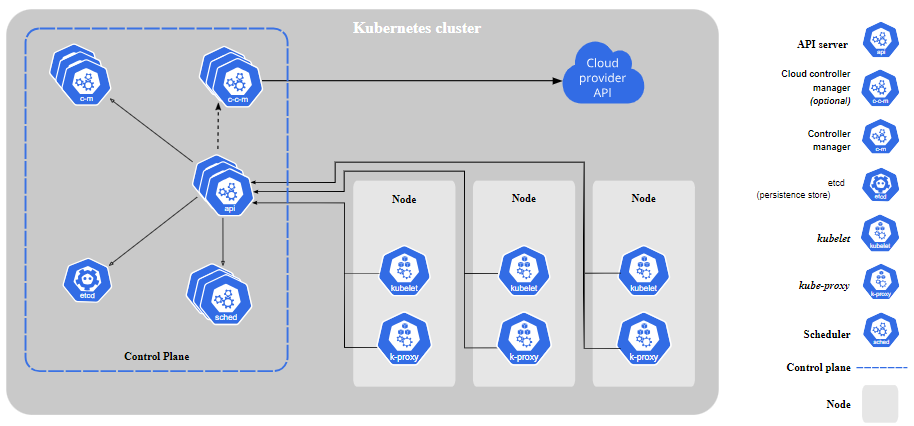 Kubernetes cluster
c-m
c-c-m
Cloud
provider
API
api
etcd
sched
Control Plane
Node
kubelet
k-proxy
Node
kubelet
k-proxy
Node
kubelet
k-proxy
API server
api
Cloud controller
manager
(optional)
c-c-m
Controller
manager
c-m
etcd
(persistence store)
etcd
kubelet
kubelet
kube-proxy
k-proxy
Scheduler
sched
Control plane
Node